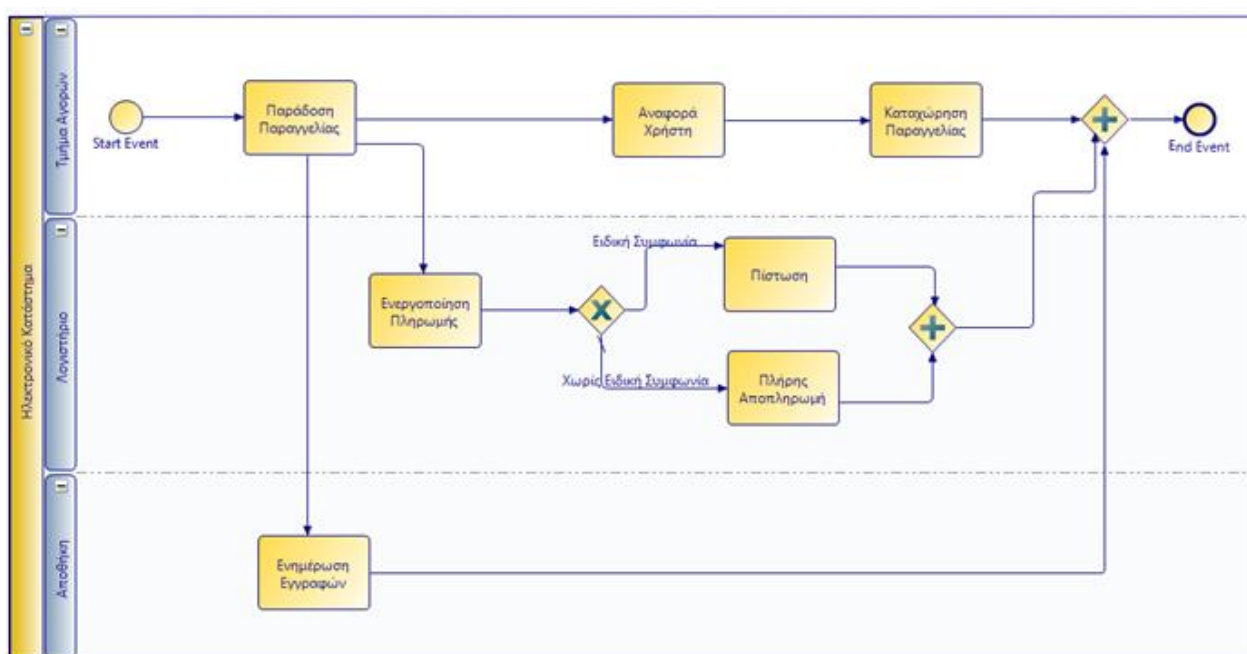 Ηλεκτρονικό Κατάστημα
Τμήμα Αγορών
Start Event
Παράδοση
Παραγγελίας
Αναφορά
Χρήστη
Καταχώρηση
Παραγγελίας
End Event
Λογιστήριο
Ενεργοποίηση
Πληρωμής
Ειδική Συμφωνία
Πίστωση
Χωρίς Ειδική Συμφωνία
Πλήρης
Αποπληρωμή
Αποθήκη
Ενημέρωση
Εγγραφών